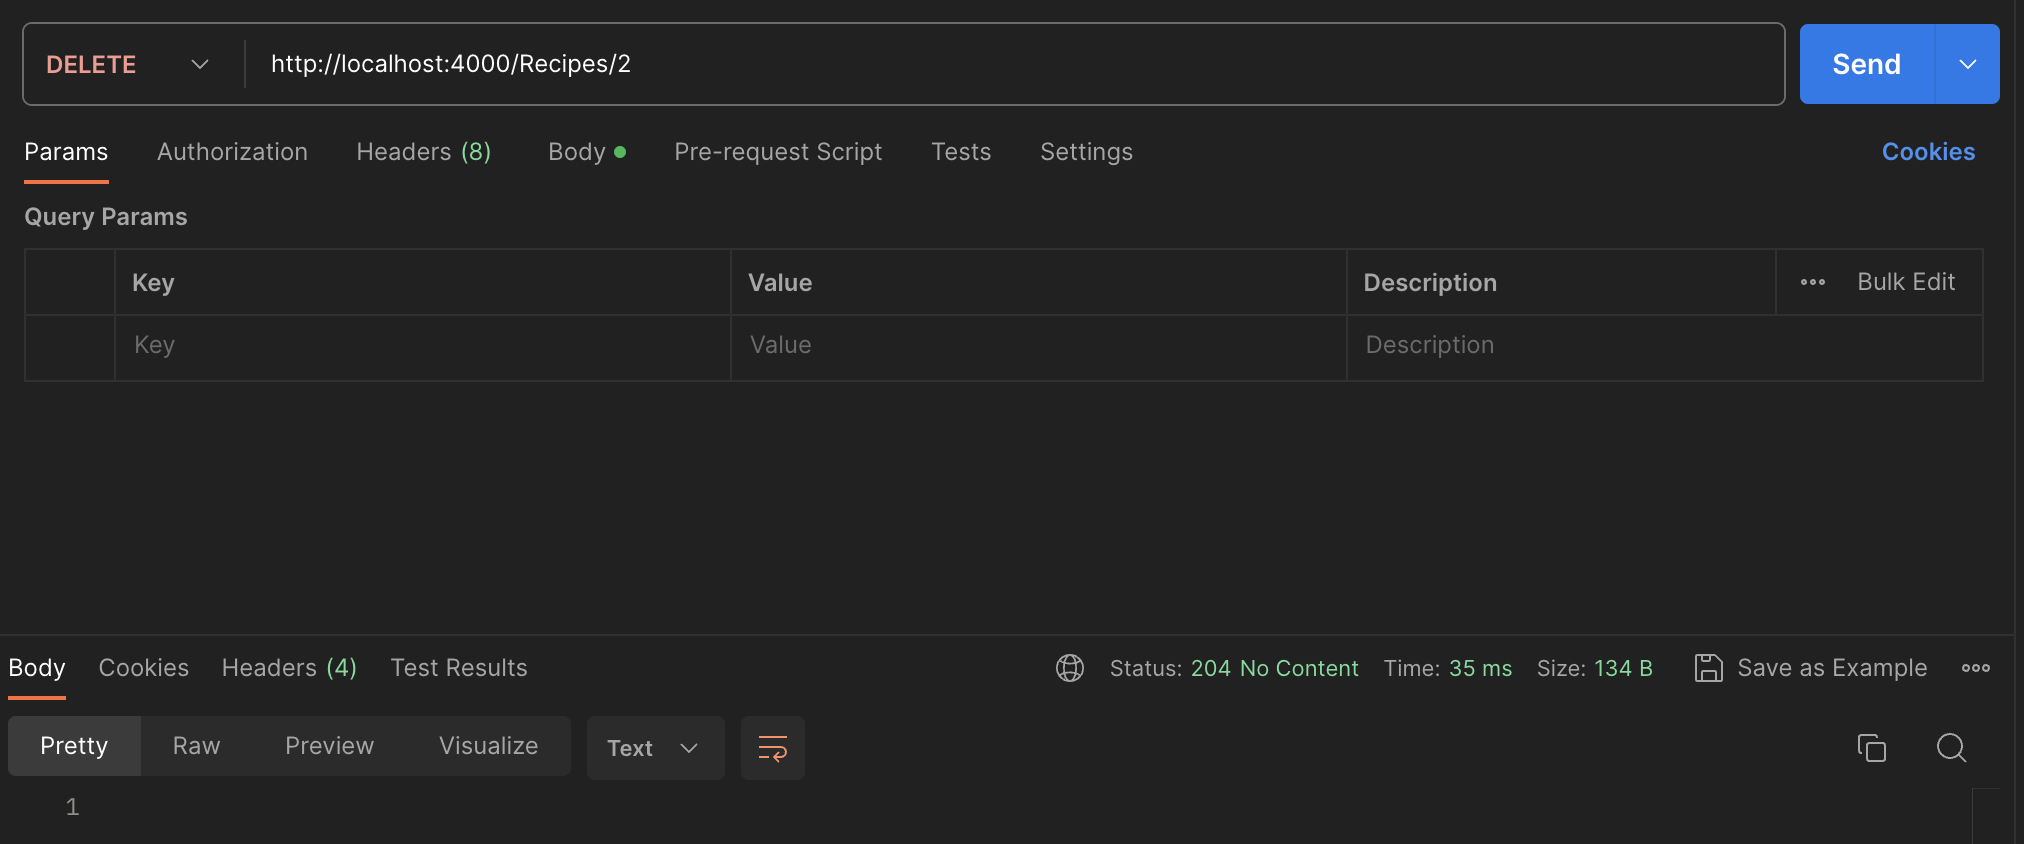 DELETE http://localhost:4000/Recipes/2 Send
Params Authorization Headers (8) Body Pre-request Script Tests Settings Cookies
Query Params
Key Value Description Bulk Edit
Key Value Description
Body Cookies Headers (4) Test Results Status: 204 No Content Time: 35 ms Size: 134 B Save as Example
Pretty Raw Preview Visualize Text
1